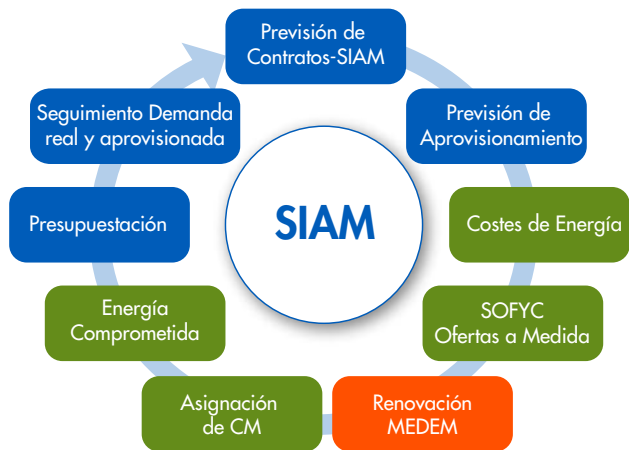 Previsión de
Contratos-SIAM
Previsión de
Aprovisionamiento
Costes de Energía
SOFYC
Ofertas a Medida
Renovación
MEDEM
Asignación
de CM
Energía
Comprometida
Presupuestación
Seguimiento Demanda
real y aprovisionada
SIAM